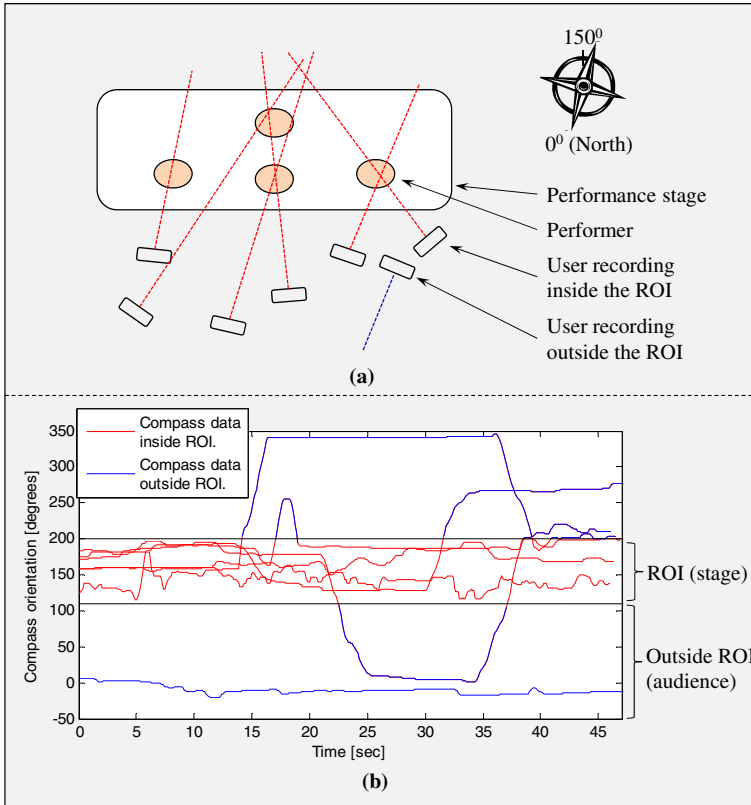 150⁰
0⁰ (North)
Performance stage
Performer
User recording
inside the ROI
User recording
outside the ROI
(a)
Compass data
inside ROI.
Compass data
outside ROI.
Compass orientation [degrees]
350
300
250
200
150
100
50
0
-50
0
5
10
15
20
25
30
35
40
45
Time [sec]
ROI (stage)
Outside ROI
(audience)
(b)